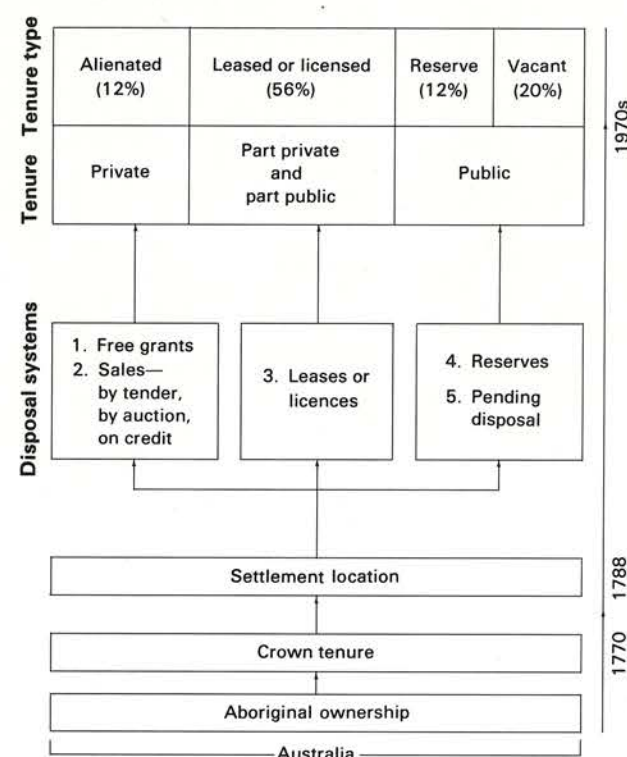 Tenure type
Alienated
(12%)
Leased or licensed
(56%)
Reserve
(12%)
Vacant
(20%)
Tenure
Private
Part private
and
part public
Public
1970s
Disposal systems
1. Free grants
2. Sales—
by tender,
by auction,
on credit
3. Leases or
licences
4. Reserves
5. Pending
disposal
Settlement location
1788
Crown tenure
1770
Aboriginal ownership
Australia